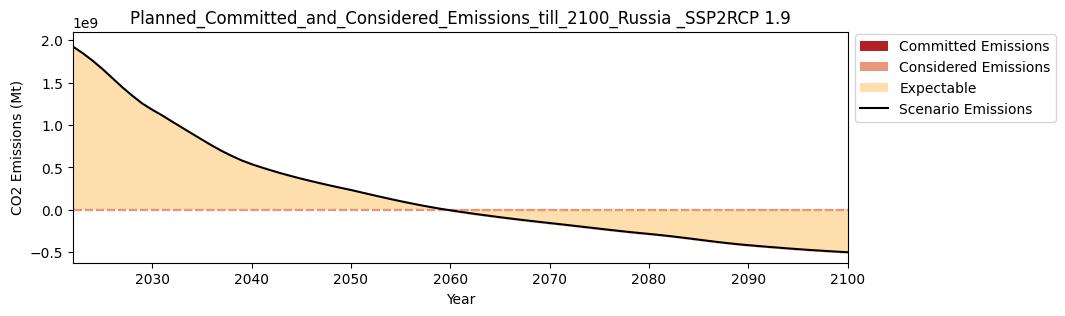 Planned_Committed_and_Considered_Emissions_till_2100_Russia _SSP2RCP 1.9
1e9
2.0
1.5
1.0
0.5
0.0
−0.5
CO2 Emissions (Mt)
2030 2040 2050 2060 2070 2080 2090 2100
Year
Committed Emissions
Considered Emissions
Expectable
Scenario Emissions